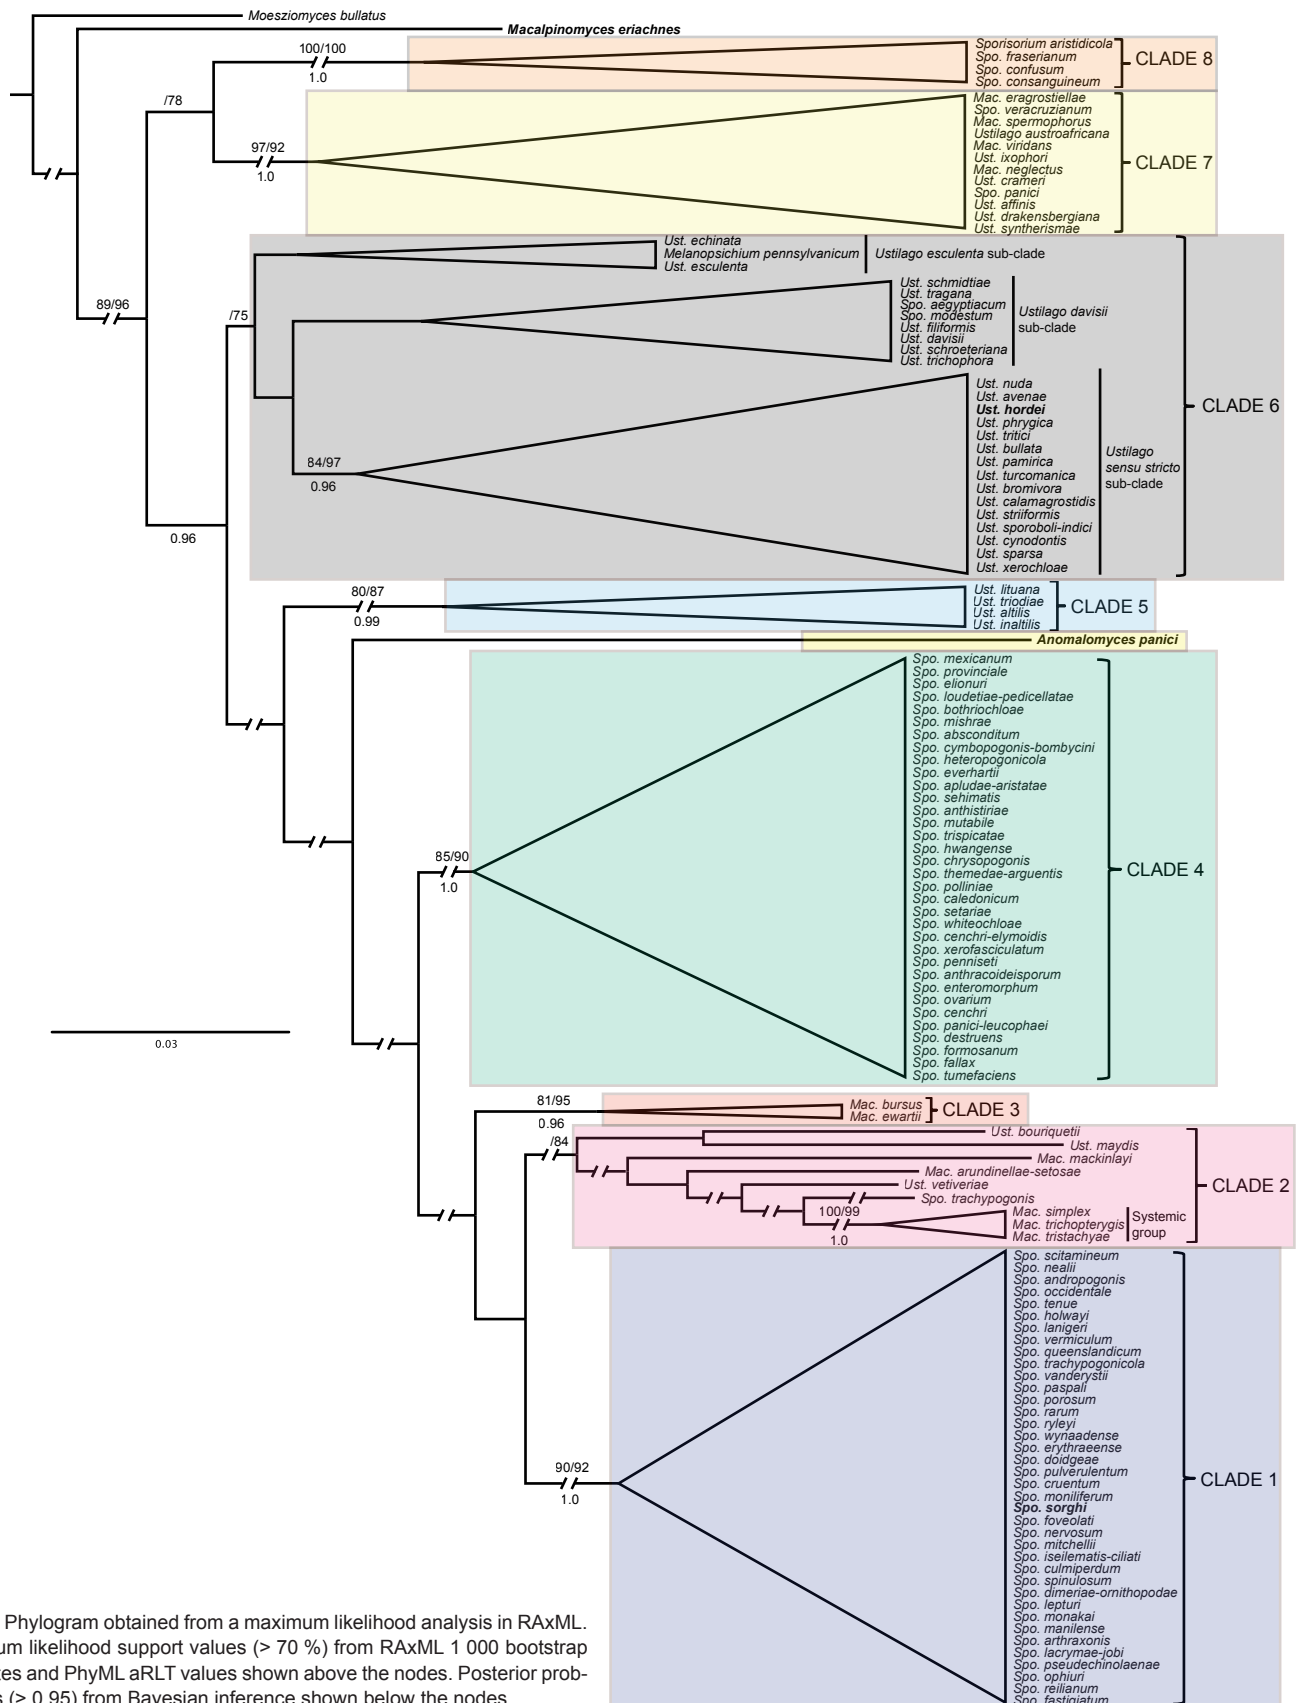 Moesziomyces bullatus
Macalpinomyces eriachnes
100/100
1.0
Sporisorium aristidicola
Spo. fraserianum
Spo. confusum
Spo. consanguineum
CLADE 8
/78
97/92
1.0
Mac. eragrostiellae
Spo. veracruzianum
Mac. spermophorus
Ustilago austroafricana
Mac. viridans
Ust. ixophori
Mac. neglectus
Ust. crameri
Spo. panici
Ust. affinis
Ust. drakensbergiana
Ust. syntherismae
CLADE 7
89/96
/75
Ust. echinata
Melanopsichium pennsylvanicum
Ust. esculenta
Ustilago esculenta sub-clade
Ust. schmidtiae
Ust. tragana
Spo. aegyptiacum
Spo. modestum
Ust. filiformis
Ust. davisii
Ust. schroeteriana
Ust. trichophora
Ustilago davisii
sub-clade
84/97
0.96
Ust. nuda
Ust. avenae
Ust. hordei
Ust. phrygica
Ust. tritici
Ust. bullata
Ust. pamirica
Ust. turcomanica
Ust. bromivora
Ust. calamagrostidis
Ust. striiformis
Ust. sporoboli-indici
Ust. cynodontis
Ust. sparsa
Ust. xerochloae
Ustilago
sensu stricto
sub-clade
CLADE 6
0.96
80/87
0.99
Ust. lituana
Ust. triodiae
Ust. altilis
Ust. inaltilis
CLADE 5
Anomalomyces panici
85/90
1.0
Spo. mexicanum
Spo. provinciale
Spo. elionuri
Spo. loudetiae-pedicellatae
Spo. bothriochloae
Spo. mishrae
Spo. absconditum
Spo. cymbopogonis-bombycini
Spo. heteropogonicola
Spo. everhartii
Spo. apludae-aristatae
Spo. sehimatis
Spo. anthistiriae
Spo. mutabile
Spo. trispicatae
Spo. hwangense
Spo. chrysopogonis
Spo. themedae-arguentis
Spo. polliniae
Spo. caledonicum
Spo. setariae
Spo. whiteochloae
Spo. cenchri-elymoidis
Spo. xerofasciculatum
Spo. penniseti
Spo. anthracoideisporum
Spo. enteromorphum
Spo. ovarium
Spo. cenchri
Spo. panici-leucophaei
Spo. destruens
Spo. formosanum
Spo. fallax
Spo. tumefaciens
CLADE 4
0.03
81/95
0.96
Mac. bursus
Mac. ewartii
CLADE 3
/84
Ust. bouriquetii
Ust. maydis
Mac. mackinlayi
Mac. arundinellae-setosae
Ust. vetiveriae
Spo. trachypogonis
100/99
1.0
Mac. simplex
Mac. trichopterygis
Mac. tristachyae
Systemic
group
CLADE 2
90/92
1.0
Spo. scitamineum
Spo. nealii
Spo. andropogonis
Spo. occidentale
Spo. tenue
Spo. holwayi
Spo. lanigeri
Spo. vermiculum
Spo. queenslandicum
Spo. trachypogonicola
Spo. vanderystii
Spo. paspali
Spo. porosum
Spo. rarum
Spo. ryleyi
Spo. wynaadense
Spo. erythraeense
Spo. doidgeae
Spo. pulverulentum
Spo. cruentum
Spo. moniliferum
Spo. sorghi
Spo. foveolati
Spo. nervosum
Spo. mitchellii
Spo. iseilematis-ciliati
Spo. culmiperdum
Spo. spinulosum
Spo. dimeriae-ornithopodae
Spo. lepturi
Spo. monakai
Spo. manilense
Spo. arthraxonis
Spo. lacrymae-jobi
Spo. pseudechinolaenae
Spo. ophiuri
Spo. reilianum
Spo. fastigiatum
CLADE 1
Phylogram obtained from a maximum likelihood analysis in RAxML.
um likelihood support values (> 70 %) from RAxML 1 000 bootstrap
tes and PhyML aRLT values shown above the nodes. Posterior prob-
s (> 0.95) from Bayesian inference shown below the nodes